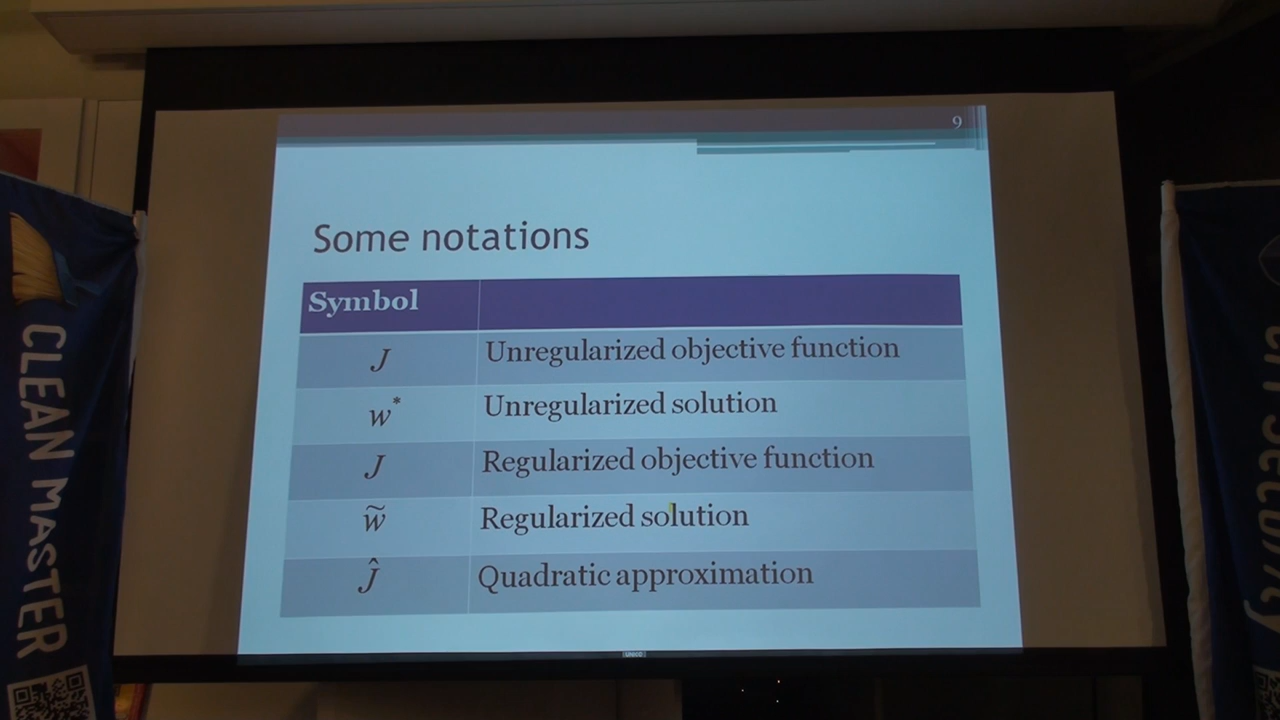 9
Some notations
Symbol
J Unregularized objective function
w* Unregularized solution
J Regularized objective function
w̃ Regularized solution
Ĵ Quadratic approximation
CLEAN MASTER